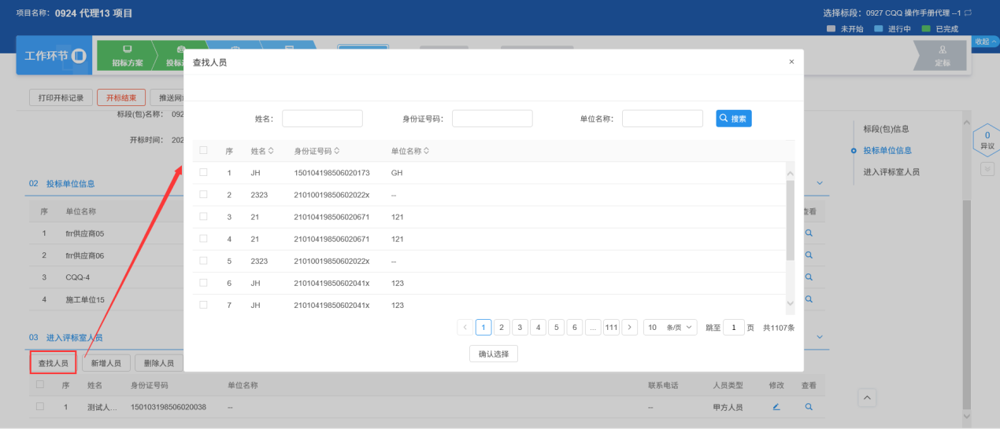 项目名称: 0924 代理13 项目
选择标段: 0927 CQQ 操作手册代理 --1
未开始 进行中 已完成
收起
工作环节
招标方案
定标
打印开标记录 开标结束
标段(包)名称:
开标时间:
02 投标单位信息
序 单位名称 查看
1 frr供应商05
2 frr供应商06
3 CQQ-4
4 施工单位15
03 进入评标室人员
查找人员 新增人员 删除人员
序 姓名 身份证号码 单位名称 联系电话 人员类型 修改 查看
1 测试人... 150103198506020038 -- -- 甲方人员
查找人员 ×
姓名: 身份证号码: 单位名称: 搜索
序 姓名 身份证号码 单位名称
1 JH 150104198506020173 GH
2 2323 21010019850602022x --
3 21 210104198506020671 121
4 21 210104198506020671 121
5 2323 21010019850602022x --
6 JH 21010419850602041x 123
7 JH 21010419850602041x 123
< 1 2 3 4 5 6 ... 111 > 10 条/页 跳至 1 页 共1107条
确认选择
标段(包)信息
投标单位信息
进入评标室人员
0
异议